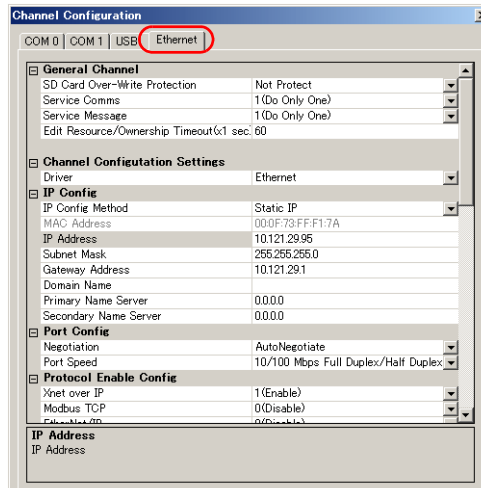 Channel Configuration
COM 0 COM 1 USB Ethernet
General Channel
SD Card Over-Write Protection Not Protect
Service Comms 1(Do Only One)
Service Message 1(Do Only One)
Edit Resource/Ownership Timeout(x1 sec. 60
Channel Configutation Settings
Driver Ethernet
IP Config
IP Config Method Static IP
MAC Address 00:0F:73:FF:F1:7A
IP Address 10.121.29.95
Subnet Mask 255.255.255.0
Gateway Address 10.121.29.1
Domain Name
Primary Name Server 0.0.0.0
Secondary Name Server 0.0.0.0
Port Config
Negotiation AutoNegotiate
Port Speed 10/100 Mbps Full Duplex/Half Duplex
Protocol Enable Config
Xnet over IP 1(Enable)
Modbus TCP 0(Disable)
EtherNet/IP 0(Disable)
IP Address
IP Address